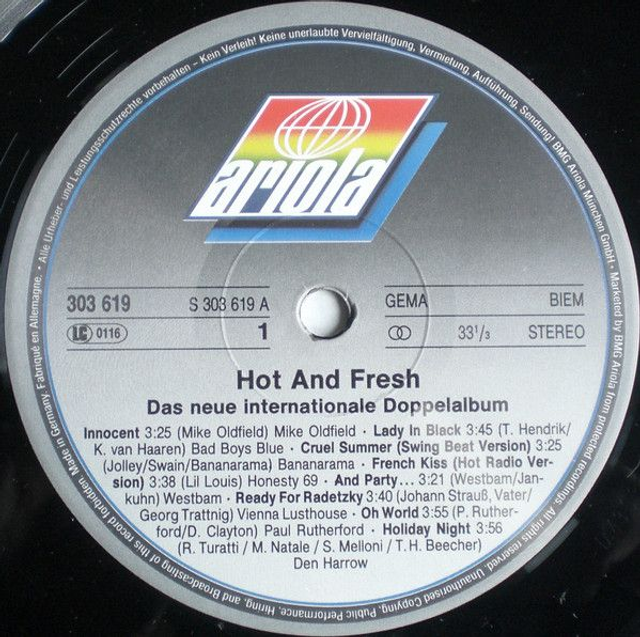 Made in Germany. Fabriqué en Allemagne. • Alle Urheber- und Leistungsschutzrechte vorbehalten – Kein Verleih! Keine unerlaubte Vervielfältigung, Vermietung, Aufführung, Sendung! BMG Ariola München GmbH • Marketed by BMG Ariola from protected recordings. All rights reserved. Unauthorised Copying, Public Performance, Hiring, and Broadcasting of this record forbidden
ariola
303 619 S 303 619 A GEMA BIEM
LC 0116 1 33 1/3 STEREO
Hot And Fresh
Das neue internationale Doppelalbum
Innocent 3:25 (Mike Oldfield) Mike Oldfield · Lady In Black 3:45 (T. Hendrik/
K. van Haaren) Bad Boys Blue · Cruel Summer (Swing Beat Version) 3:25
(Jolley/Swain/Bananarama) Bananarama · French Kiss (Hot Radio Ver-
sion) 3:38 (Lil Louis) Honesty 69 · And Party... 3:21 (Westbam/Jan-
kuhn) Westbam · Ready For Radetzky 3:40 (Johann Strauß, Vater/
Georg Trattnig) Vienna Lusthouse · Oh World 3:55 (P. Ruther-
ford/D. Clayton) Paul Rutherford · Holiday Night 3:56
(R. Turatti / M. Natale / S. Melloni / T. H. Beecher)
Den Harrow